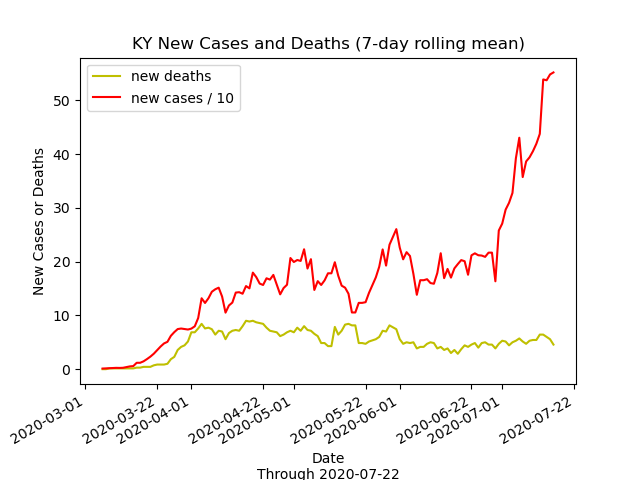 KY New Cases and Deaths (7-day rolling mean)
new deaths
new cases / 10
New Cases or Deaths
50
40
30
20
10
0
2020-03-01
2020-03-22
2020-04-01
2020-04-22
2020-05-01
2020-05-22
2020-06-01
2020-06-22
2020-07-01
2020-07-22
Date
Through 2020-07-22